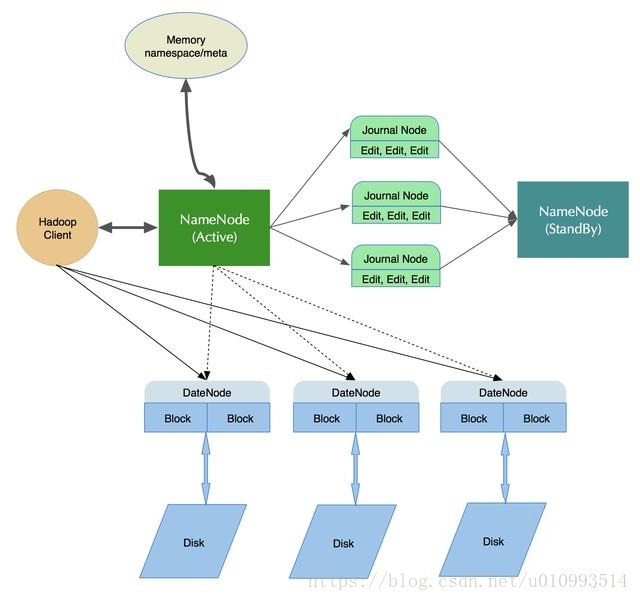 Memory
namespace/meta
Journal Node
Edit, Edit, Edit
Journal Node
Edit, Edit, Edit
Journal Node
Edit, Edit, Edit
Hadoop
Client
NameNode
(Active)
NameNode
(StandBy)
DateNode
Block Block
DateNode
Block Block
DateNode
Block Block
Disk
Disk
Disk
https://blog.csdn.net/u010993514